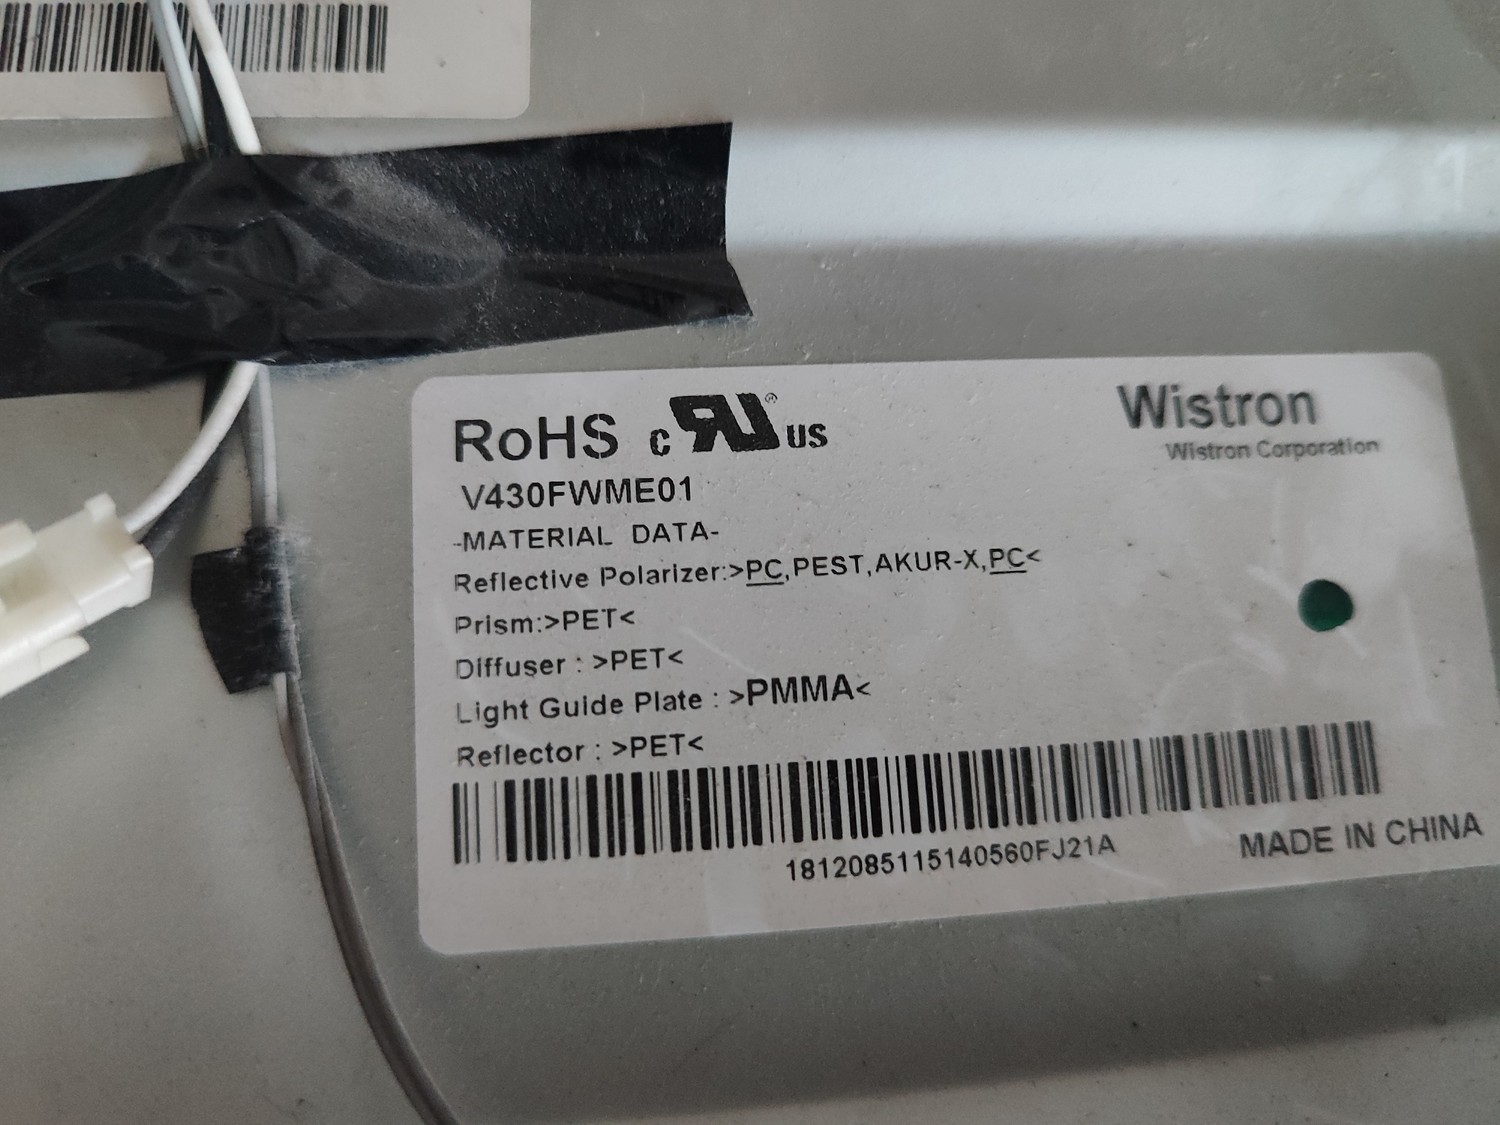 RoHS c RU ® US
Wistron
Wistron Corporation
V430FWME01
-MATERIAL DATA-
Reflective Polarizer:>PC,PEST,AKUR-X,PC<
Prism:>PET<
Diffuser : >PET<
Light Guide Plate : >PMMA<
Reflector : >PET<
1812085115140560FJ21A
MADE IN CHINA